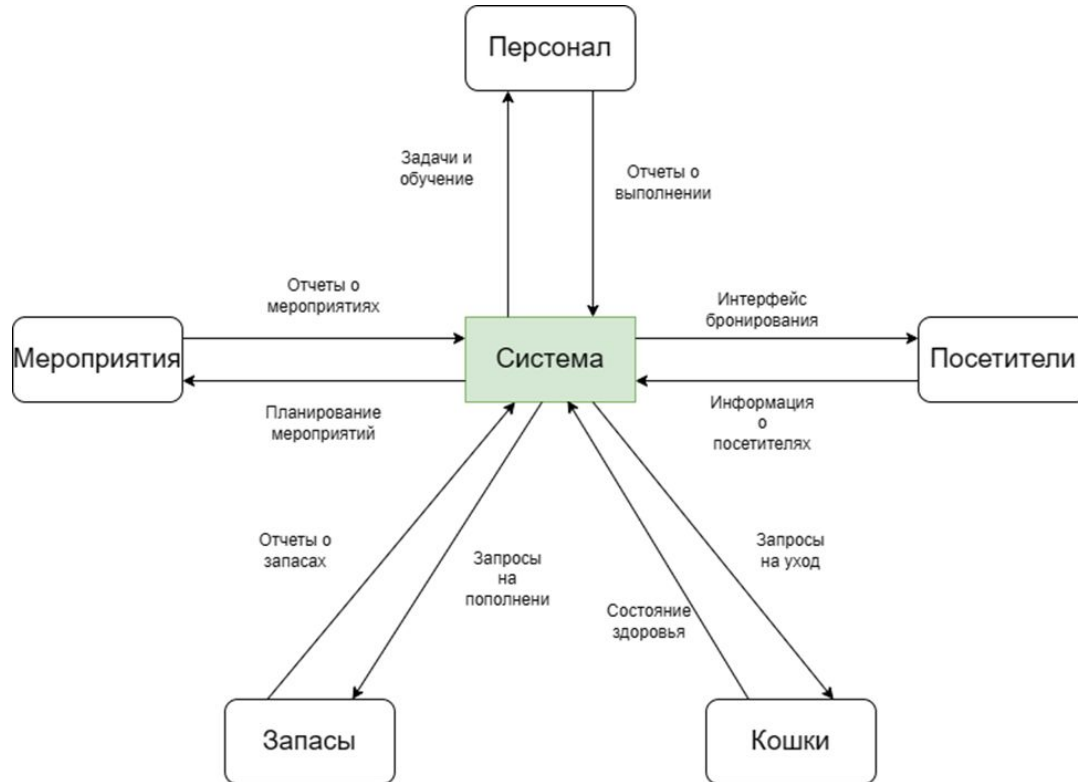 Персонал
Задачи и
обучение
Отчеты о
выполнении
Отчеты о
мероприятиях
Интерфейс
бронирования
Мероприятия
Система
Посетители
Планирование
мероприятий
Информация
о
посетителях
Отчеты о
запасах
Запросы
на
пополнени
Запросы
на уход
Состояние
здоровья
Запасы
Кошки